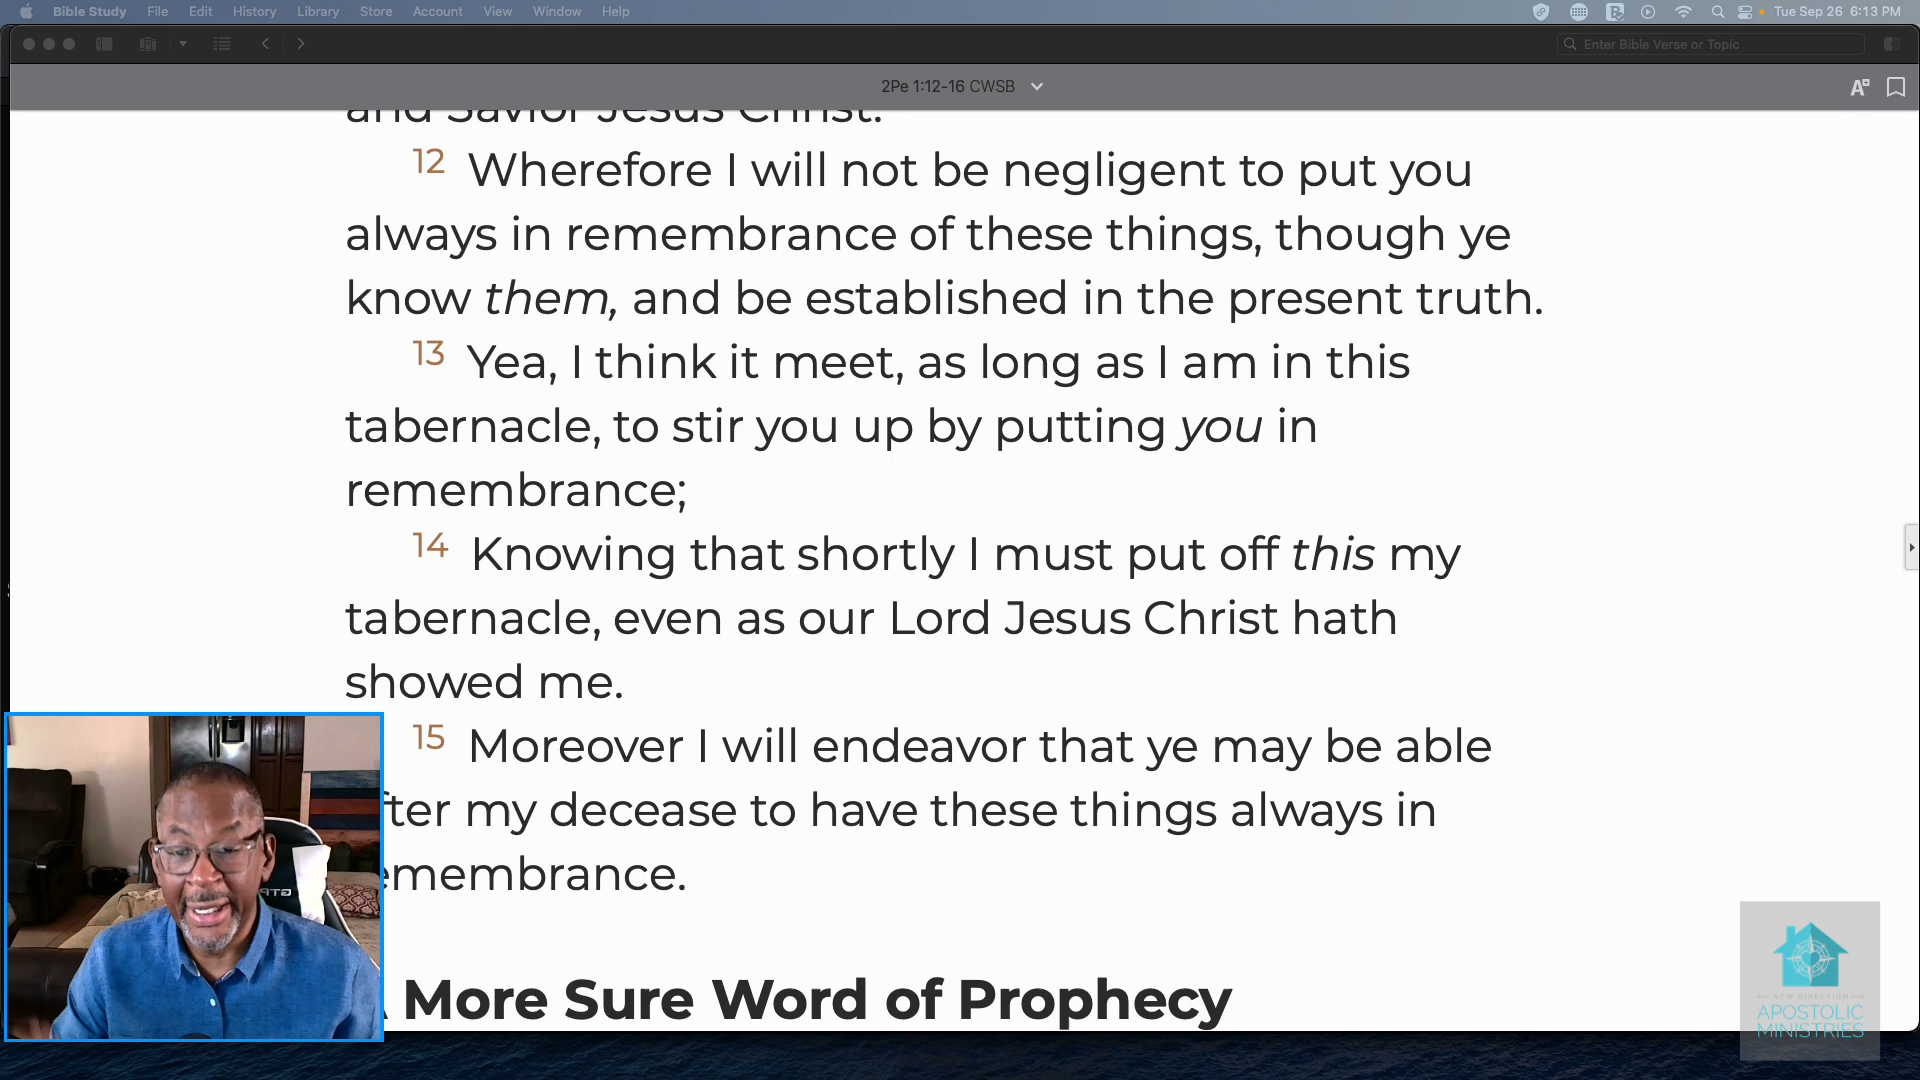 Bible Study File Edit History Library Store Account View Window Help Tue Sep 26 6:13 PM
Enter Bible Verse or Topic
2Pe 1:12-16 CWSB
and Savior Jesus Christ.
12 Wherefore I will not be negligent to put you
always in remembrance of these things, though ye
know them, and be established in the present truth.
13 Yea, I think it meet, as long as I am in this
tabernacle, to stir you up by putting you in
remembrance;
14 Knowing that shortly I must put off this my
tabernacle, even as our Lord Jesus Christ hath
showed me.
15 Moreover I will endeavor that ye may be able
fter my decease to have these things always in
emembrance.
More Sure Word of Prophecy
NEW DIRECTION
APOSTOLIC
MINISTRIES